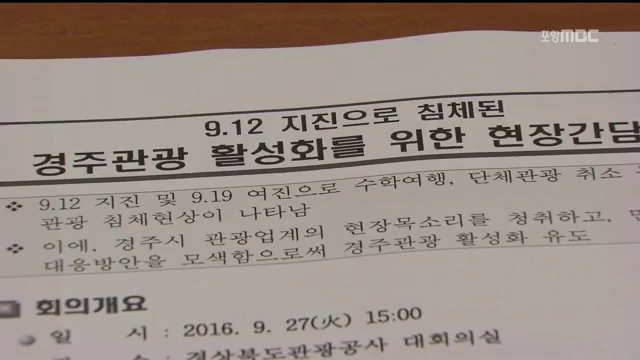 포항MBC
9.12 지진으로 침체된
경주관광 활성화를 위한 현장간담
❖ 9.12 지진 및 9.19 여진으로 수학여행, 단체관광 취소
관광 침체현상이 나타남
❖ 이에, 경주시 관광업계의 현장목소리를 청취하고,
대응방안을 모색함으로써 경주관광 활성화 유도
회의개요
일 시 : 2016. 9. 27(火) 15:00
소 : 경상북도관광공사 대회의실